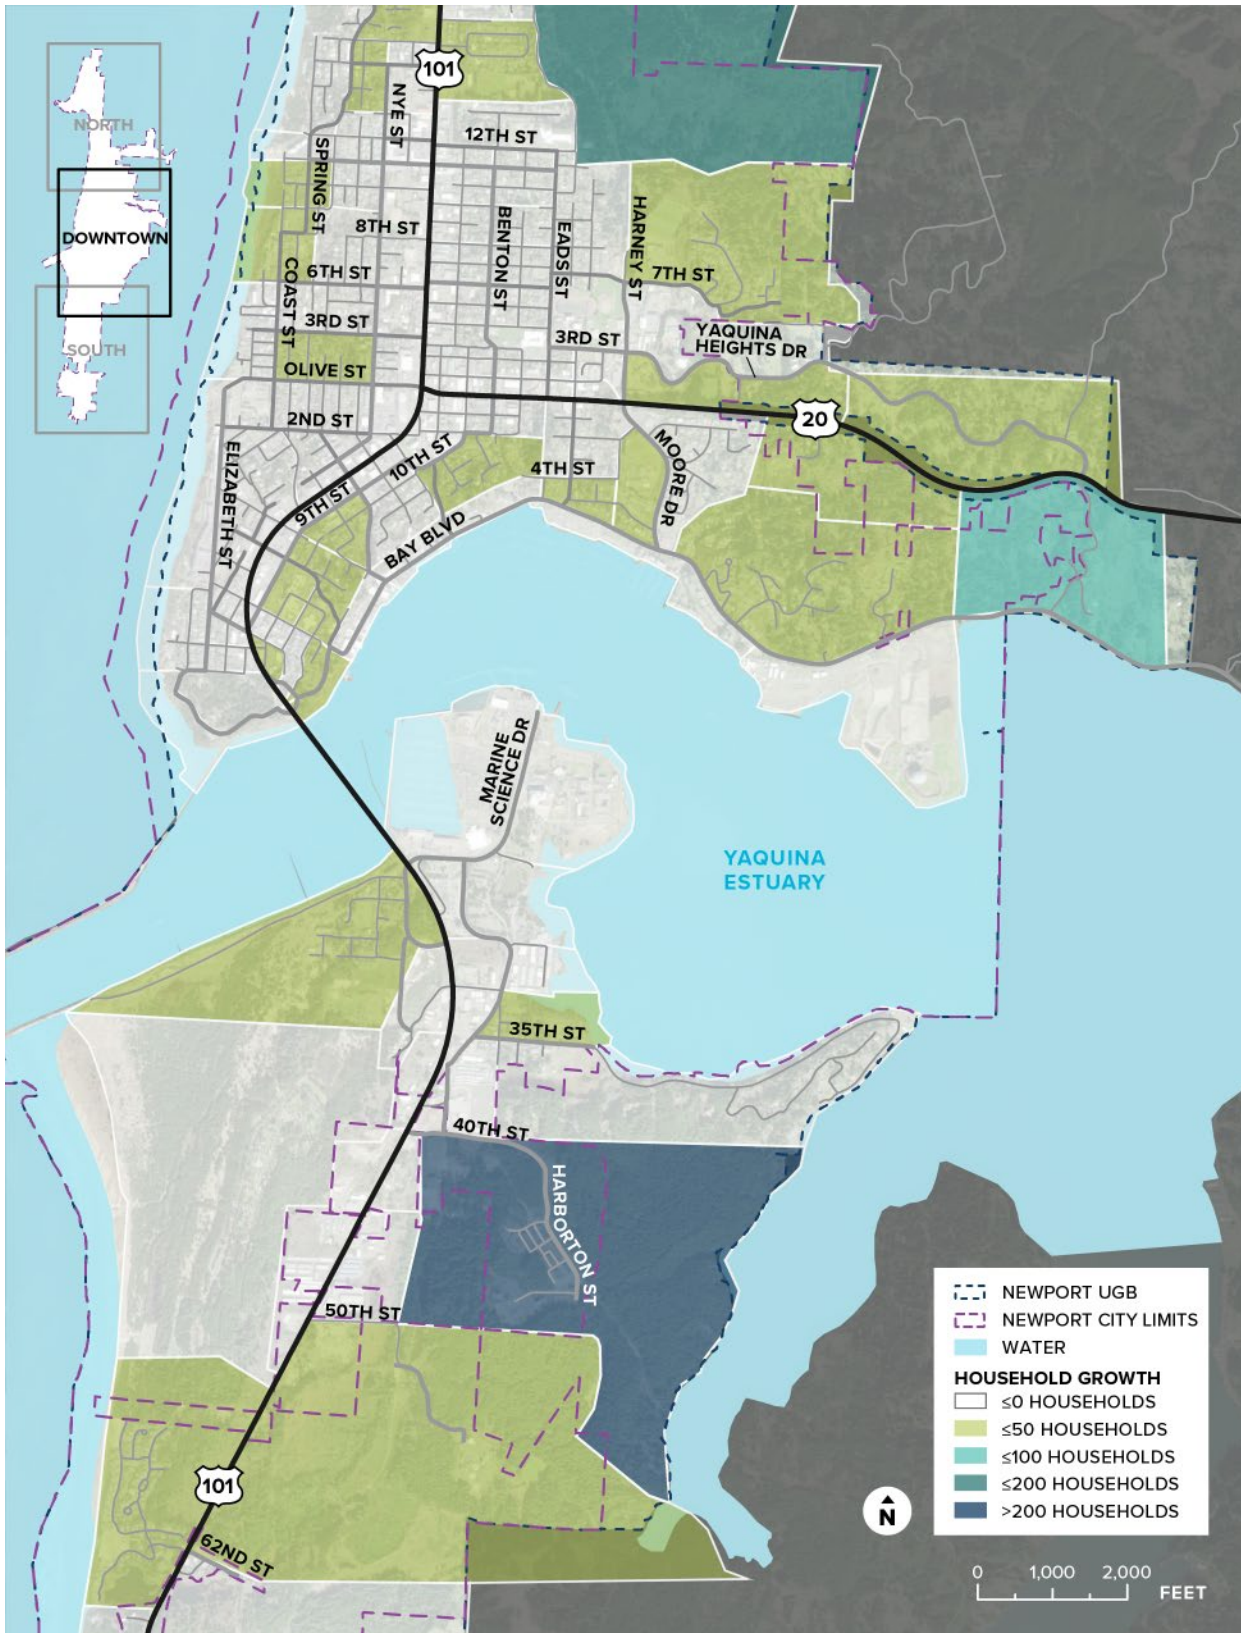 NORTH
DOWNTOWN
SOUTH
101
NYE ST
12TH ST
SPRING ST
8TH ST
BENTON ST
EADS ST
HARNEY ST
7TH ST
6TH ST
COAST ST
3RD ST
3RD ST
YAQUINA
HEIGHTS DR
OLIVE ST
2ND ST
20
10TH ST
MOORE DR
4TH ST
ELIZABETH ST
9TH ST
BAY BLVD
MARINE
SCIENCE DR
YAQUINA
ESTUARY
35TH ST
40TH ST
HARBORTON ST
50TH ST
101
62ND ST
NEWPORT UGB
NEWPORT CITY LIMITS
WATER
HOUSEHOLD GROWTH
≤0 HOUSEHOLDS
≤50 HOUSEHOLDS
≤100 HOUSEHOLDS
≤200 HOUSEHOLDS
>200 HOUSEHOLDS
N
0 1,000 2,000
FEET